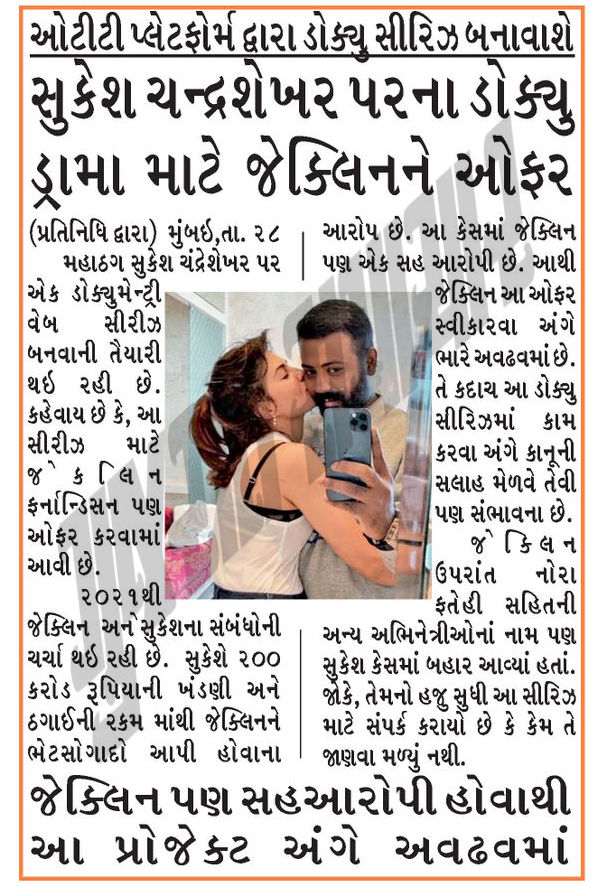 ઓટીટી પ્લેટફોર્મ દ્વારા ડોક્યુ સીરિઝ બનાવાશે
સુકેશ ચન્દ્રશેખર પરના ડોક્યુ
ડ્રામા માટે જેક્લિનને ઓફર
(પ્રતિનિધિ દ્વારા) મુંબઇ,તા. ૨૮
મહાઠગ સુકેશ ચંદ્રેશેખર પર
એક ડોક્યુમેન્ટ્રી
વેબ સીરીઝ
બનવાની તૈયારી
થઇ રહી છે.
કહેવાય છે કે, આ
સીરીઝ માટે
જેકલિન
ફર્નાન્ડિસન પણ
ઓફર કરવામાં
આવી છે.
૨૦૨૧થી
જેક્લિન અને સુકેશના સંબંધોની
ચર્ચા થઇ રહી છે. સુકેશે ૨૦૦
કરોડ રૂપિયાની ખંડણી અને
ઠગાઈની રકમ માંથી જેક્લિનને
ભેટસોગાદો આપી હોવાના
આરોપ છે. આ કેસમાં જેક્લિન
પણ એક સહ આરોપી છે. આથી
જેક્લિન આ ઓફર
સ્વીકારવા અંગે
ભારે અવઢવમાં છે.
તે કદાચ આ ડોક્યુ
સીરિઝમાં કામ
કરવા અંગે કાનૂની
સલાહ મેળવે તેવી
પણ સંભાવના છે.
જેકિલન
ઉપરાંત નોરા
ફતેહી સહિતની
અન્ય અભિનેત્રીઓનાં નામ પણ
સુકેશ કેસમાં બહાર આવ્યાં હતાં.
જોકે, તેમનો હજુ સુધી આ સીરિઝ
માટે સંપર્ક કરાયો છે કે કેમ તે
જાણવા મળ્યું નથી.
જેક્લિન પણ સહઆરોપી હોવાથી
આ પ્રોજેક્ટ અંગે અવઢવમાં